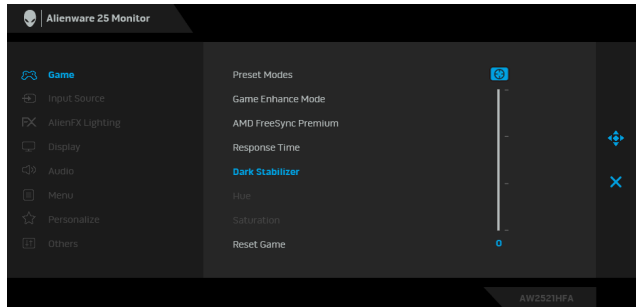 Alienware 25 Monitor
Game
Input Source
AlienFX Lighting
Display
Audio
Menu
Personalize
Others
Preset Modes
Game Enhance Mode
AMD FreeSync Premium
Response Time
Dark Stabilizer
Hue
Saturation
Reset Game
0
AW2521HFA